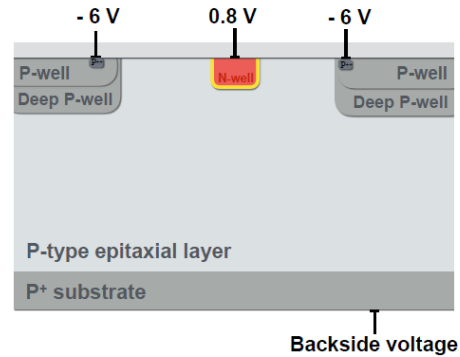 - 6 V 0.8 V - 6 V
P++ P++
P-well N-well P-well
Deep P-well Deep P-well
P-type epitaxial layer
P+ substrate
Backside voltage